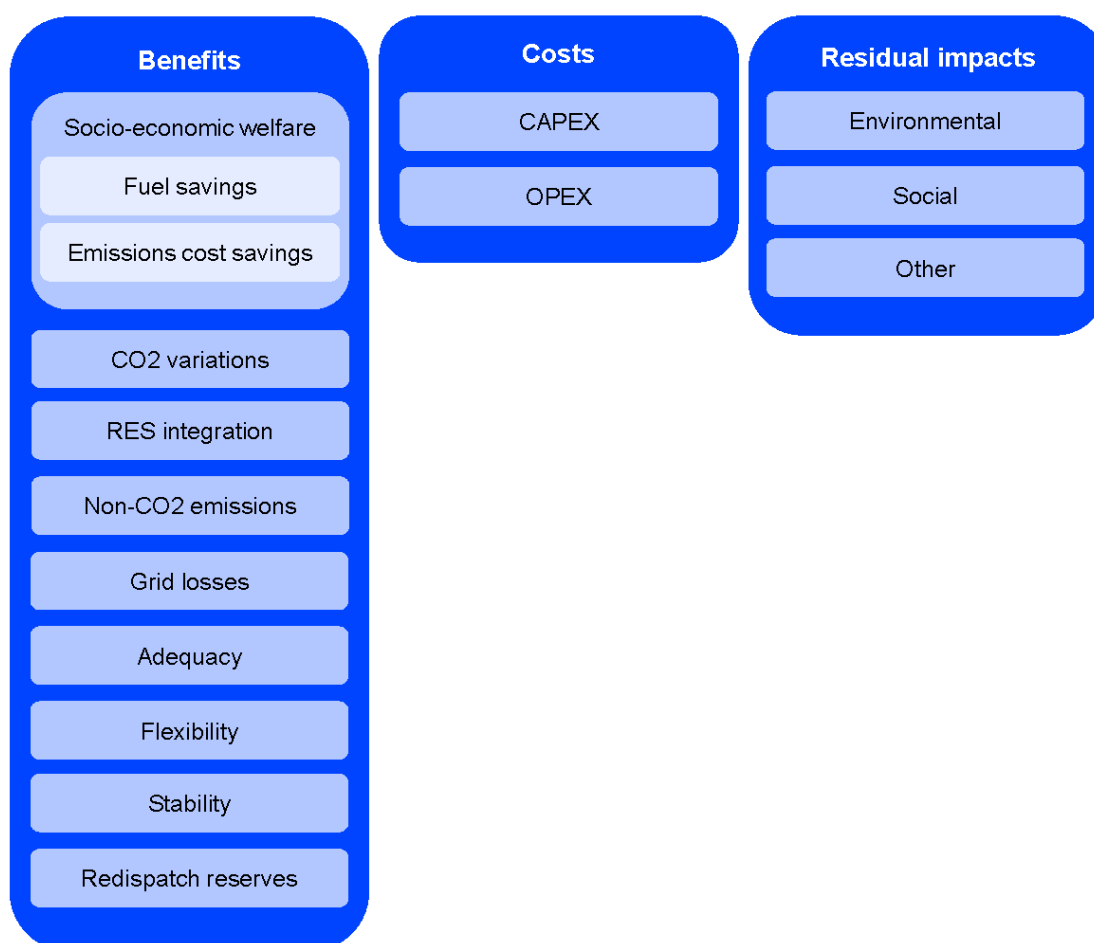 Benefits
Socio-economic welfare
Fuel savings
Emissions cost savings
CO2 variations
RES integration
Non-CO2 emissions
Grid losses
Adequacy
Flexibility
Stability
Redispatch reserves
Costs
CAPEX
OPEX
Residual impacts
Environmental
Social
Other